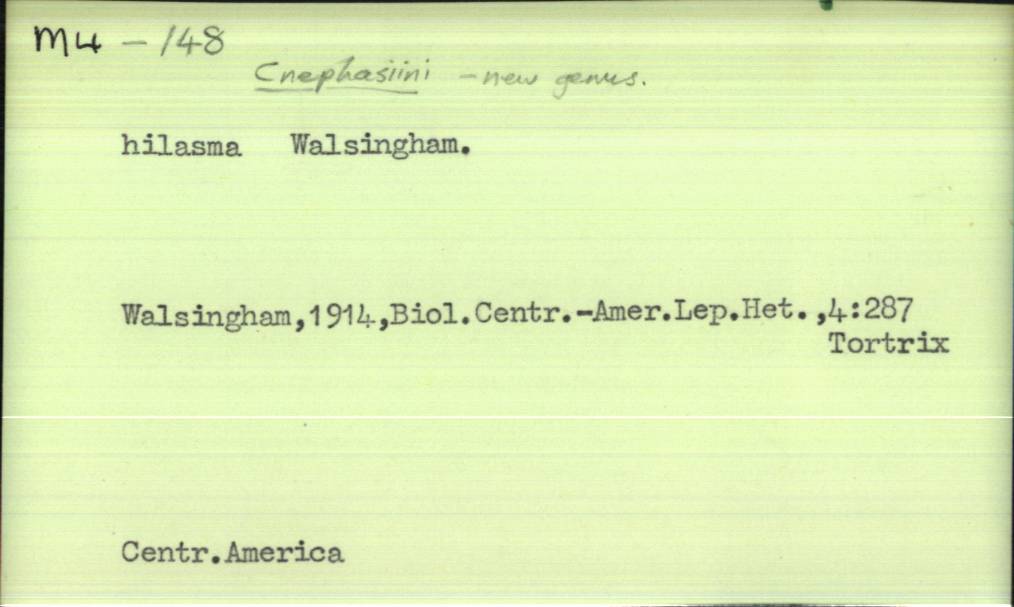 M4 - 148
Cnephasiini - new genus.
hilasma Walsingham.
Walsingham,1914,Biol.Centr.-Amer.Lep.Het.,4:287
Tortrix
Centr.America